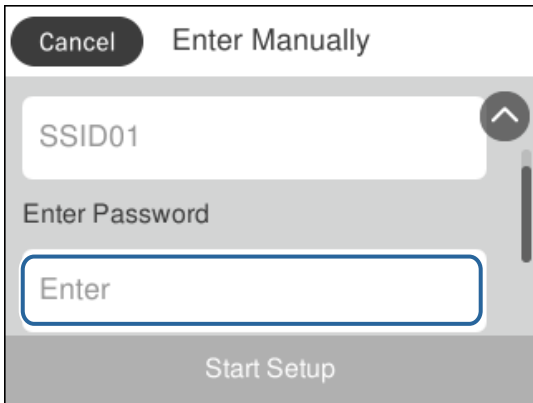 Cancel Enter Manually
SSID01
Enter Password
Enter
Start Setup